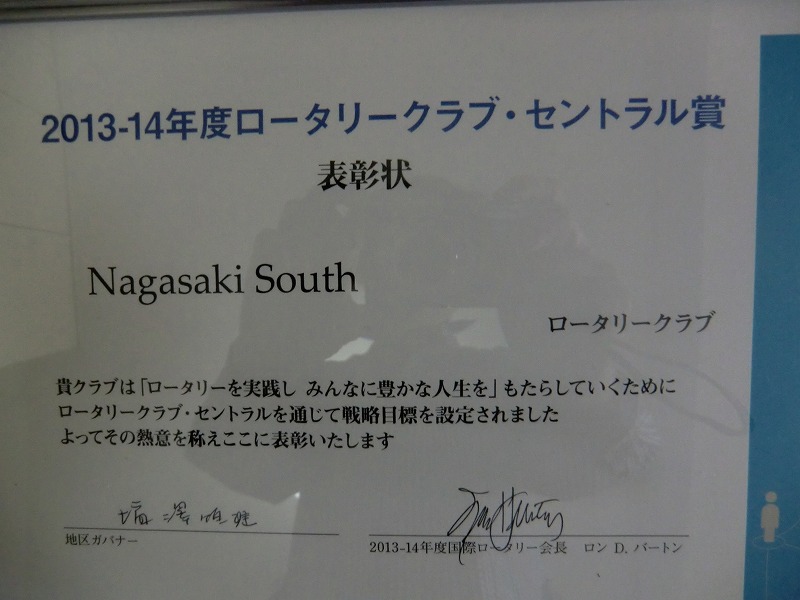 2013-14年度ロータリークラブ・セントラル賞
表彰状
Nagasaki South
ロータリークラブ
貴クラブは「ロータリーを実践し みんなに豊かな人生を」もたらしていくために
ロータリークラブ・セントラルを通じて戦略目標を設定されました
よってその熱意を称えここに表彰いたします
地区ガバナー
2013-14年度国際ロータリー会長 ロン D. バートン